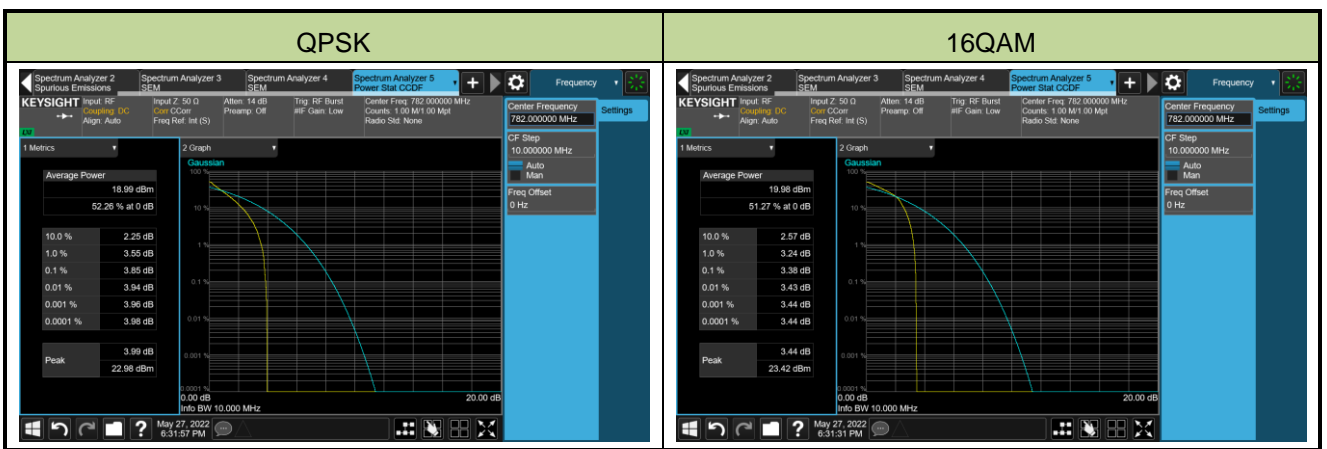 QPSK
16QAM
Spectrum Analyzer 2
Spurious Emissions
Spectrum Analyzer 3
SEM
Spectrum Analyzer 4
SEM
Spectrum Analyzer 5
Power Stat CCDF
Frequency
KEYSIGHT
Input: RF
Coupling: DC
Align: Auto
Input Z: 50 Ω
Corr CCorr
Freq Ref: Int (S)
Atten: 14 dB
Preamp: Off
Trig: RF Burst
#IF Gain: Low
Center Freq: 782.000000 MHz
Counts: 1.00 M/1.00 Mpt
Radio Std: None
Center Frequency
782.000000 MHz
Settings
CF Step
10.000000 MHz
Auto
Man
Freq Offset
0 Hz
1 Metrics
2 Graph
Average Power
18.99 dBm
52.26 % at 0 dB
10.0 % 2.25 dB
1.0 % 3.55 dB
0.1 % 3.85 dB
0.01 % 3.94 dB
0.001 % 3.96 dB
0.0001 % 3.98 dB
Peak
3.99 dB
22.98 dBm
Gaussian
100 %
10 %
1 %
0.1 %
0.01 %
0.001 %
0.0001 %
0.00 dB
20.00 dB
Info BW 10.000 MHz
May 27, 2022
6:31:57 PM
Spectrum Analyzer 2
Spurious Emissions
Spectrum Analyzer 3
SEM
Spectrum Analyzer 4
SEM
Spectrum Analyzer 5
Power Stat CCDF
Frequency
KEYSIGHT
Input: RF
Coupling: DC
Align: Auto
Input Z: 50 Ω
Corr CCorr
Freq Ref: Int (S)
Atten: 14 dB
Preamp: Off
Trig: RF Burst
#IF Gain: Low
Center Freq: 782.000000 MHz
Counts: 1.00 M/1.00 Mpt
Radio Std: None
Center Frequency
782.000000 MHz
Settings
CF Step
10.000000 MHz
Auto
Man
Freq Offset
0 Hz
1 Metrics
2 Graph
Average Power
19.98 dBm
51.27 % at 0 dB
10.0 % 2.57 dB
1.0 % 3.24 dB
0.1 % 3.38 dB
0.01 % 3.43 dB
0.001 % 3.44 dB
0.0001 % 3.44 dB
Peak
3.44 dB
23.42 dBm
Gaussian
100 %
10 %
1 %
0.1 %
0.01 %
0.001 %
0.0001 %
0.00 dB
20.00 dB
Info BW 10.000 MHz
May 27, 2022
6:31:31 PM